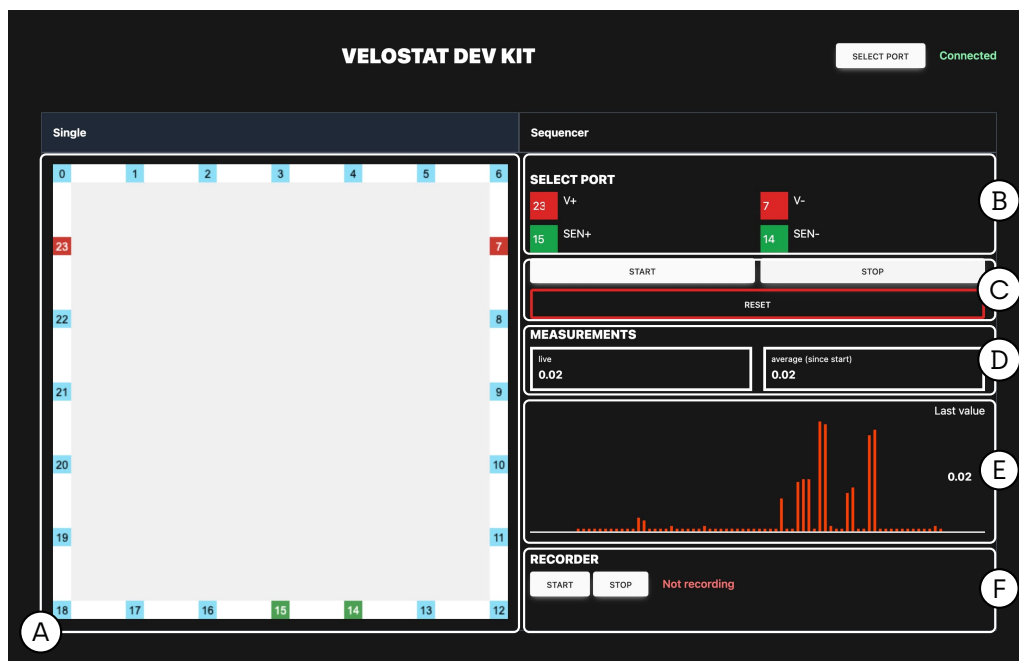 VELOSTAT DEV KIT
SELECT PORT
Connected
Single
Sequencer
0 1 2 3 4 5 6
23 7
22 8
21 9
20 10
19 11
18 17 16 15 14 13 12
A
SELECT PORT
23 V+ 7 V-
15 SEN+ 14 SEN-
B
START STOP
RESET
C
MEASUREMENTS
live
0.02
average (since start)
0.02
D
Last value
0.02
E
RECORDER
START STOP Not recording
F